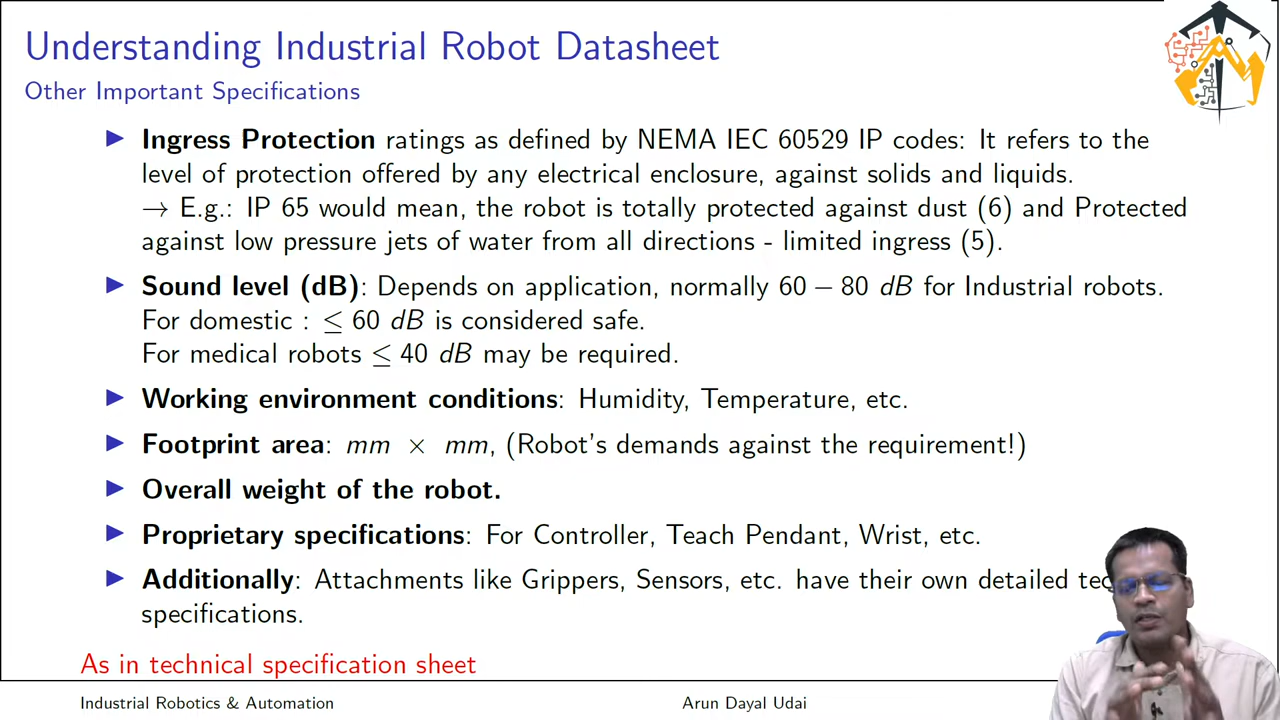 Understanding Industrial Robot Datasheet
Other Important Specifications
▶ Ingress Protection ratings as defined by NEMA IEC 60529 IP codes: It refers to the
level of protection offered by any electrical enclosure, against solids and liquids.
→ E.g.: IP 65 would mean, the robot is totally protected against dust (6) and Protected
against low pressure jets of water from all directions - limited ingress (5).
▶ Sound level (dB): Depends on application, normally 60 – 80 dB for Industrial robots.
For domestic : ≤ 60 dB is considered safe.
For medical robots ≤ 40 dB may be required.
▶ Working environment conditions: Humidity, Temperature, etc.
▶ Footprint area: mm × mm, (Robot's demands against the requirement!)
▶ Overall weight of the robot.
▶ Proprietary specifications: For Controller, Teach Pendant, Wrist, etc.
▶ Additionally: Attachments like Grippers, Sensors, etc. have their own detailed
specifications.
As in technical specification sheet
Industrial Robotics & Automation
Arun Dayal Udai